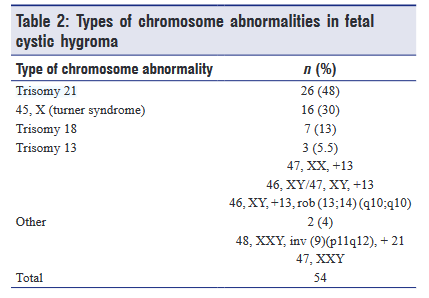 Table 2: Types of chromosome abnormalities in fetal
cystic hygroma
Type of chromosome abnormality n (%)
Trisomy 21 26 (48)
45, X (turner syndrome) 16 (30)
Trisomy 18 7 (13)
Trisomy 13 3 (5.5)
47, XX, +13
46, XY/47, XY, +13
46, XY, +13, rob (13;14) (q10;q10)
Other 2 (4)
48, XXY, inv (9)(p11q12), + 21
47, XXY
Total 54